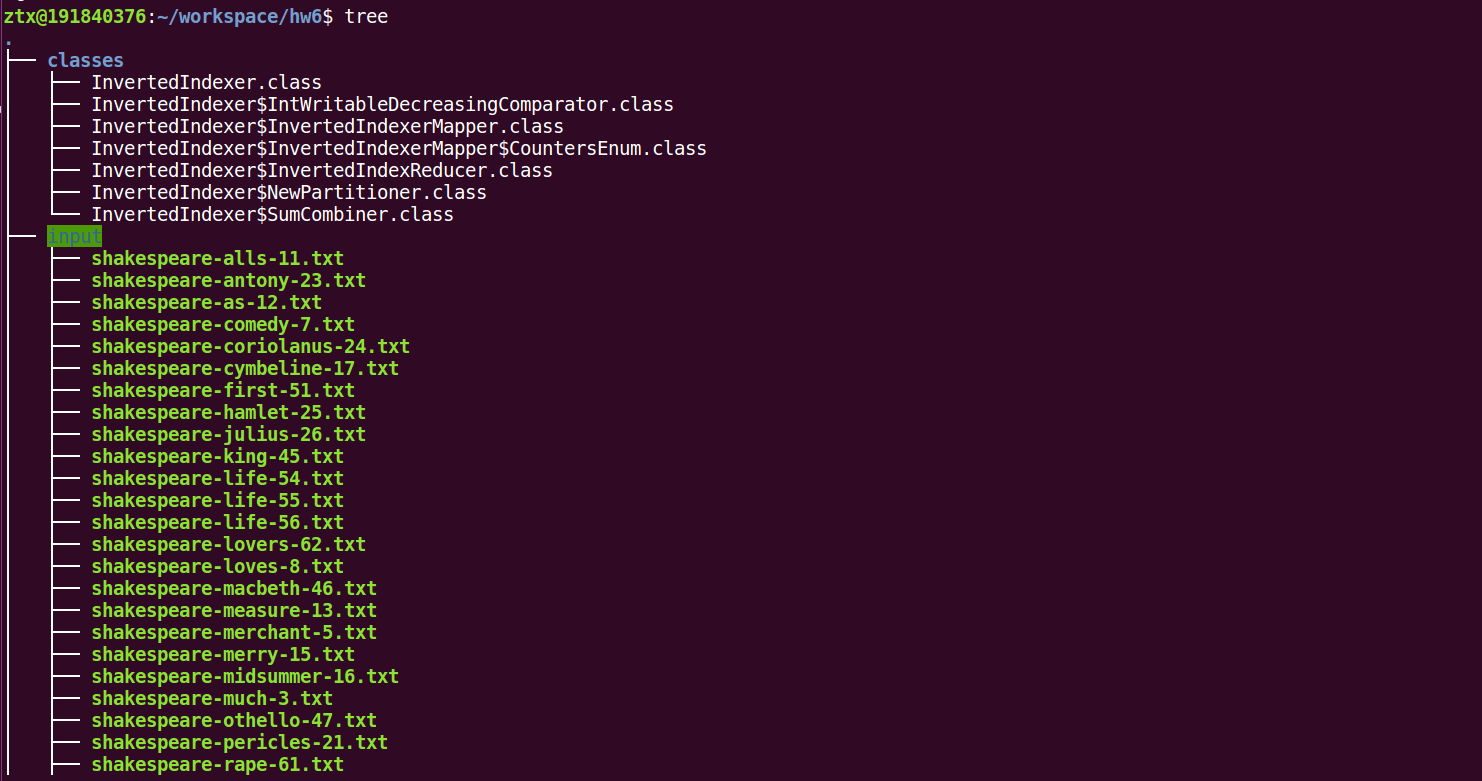 ztx@191840376:~/workspace/hw6$ tree
.
├── classes
│   ├── InvertedIndexer.class
│   ├── InvertedIndexer$IntWritableDecreasingComparator.class
│   ├── InvertedIndexer$InvertedIndexerMapper.class
│   ├── InvertedIndexer$InvertedIndexerMapper$CountersEnum.class
│   ├── InvertedIndexer$InvertedIndexReducer.class
│   ├── InvertedIndexer$NewPartitioner.class
│   └── InvertedIndexer$SumCombiner.class
├── input
│   ├── shakespeare-alls-11.txt
│   ├── shakespeare-antony-23.txt
│   ├── shakespeare-as-12.txt
│   ├── shakespeare-comedy-7.txt
│   ├── shakespeare-coriolanus-24.txt
│   ├── shakespeare-cymbeline-17.txt
│   ├── shakespeare-first-51.txt
│   ├── shakespeare-hamlet-25.txt
│   ├── shakespeare-julius-26.txt
│   ├── shakespeare-king-45.txt
│   ├── shakespeare-life-54.txt
│   ├── shakespeare-life-55.txt
│   ├── shakespeare-life-56.txt
│   ├── shakespeare-lovers-62.txt
│   ├── shakespeare-loves-8.txt
│   ├── shakespeare-macbeth-46.txt
│   ├── shakespeare-measure-13.txt
│   ├── shakespeare-merchant-5.txt
│   ├── shakespeare-merry-15.txt
│   ├── shakespeare-midsummer-16.txt
│   ├── shakespeare-much-3.txt
│   ├── shakespeare-othello-47.txt
│   ├── shakespeare-pericles-21.txt
│   ├── shakespeare-rape-61.txt